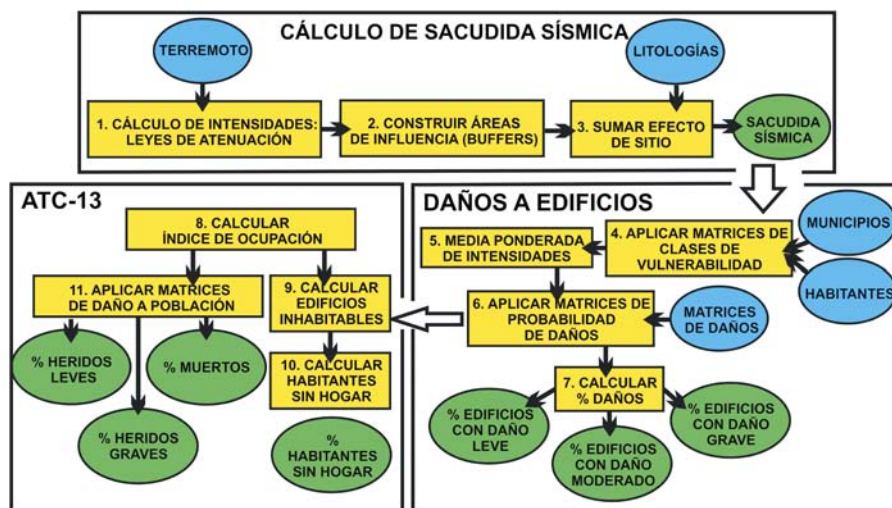 CÁLCULO DE SACUDIDA SÍSMICA
TERREMOTO
LITOLOGÍAS
1. CÁLCULO DE INTENSIDADES:
LEYES DE ATENUACIÓN
2. CONSTRUIR ÁREAS
DE INFLUENCIA (BUFFERS)
3. SUMAR EFECTO
DE SITIO
SACUDIDA
SÍSMICA
ATC-13
8. CALCULAR
ÍNDICE DE OCUPACIÓN
11. APLICAR MATRICES
DE DAÑO A POBLACIÓN
9. CALCULAR
EDIFICIOS
INHABITABLES
% HERIDOS
LEVES
% MUERTOS
10. CALCULAR
HABITANTES
SIN HOGAR
% HERIDOS
GRAVES
%
HABITANTES
SIN HOGAR
DAÑOS A EDIFICIOS
MUNICIPIOS
5. MEDIA PONDERADA
DE INTENSIDADES
4. APLICAR MATRICES DE
CLASES DE
VULNERABILIDAD
HABITANTES
6. APLICAR MATRICES DE
PROBABILIDAD
DE DAÑOS
MATRICES
DE DAÑOS
7. CALCULAR
% DAÑOS
% EDIFICIOS
CON DAÑO
LEVE
% EDIFICIOS
CON DAÑO
MODERADO
% EDIFICIOS
CON DAÑO
GRAVE